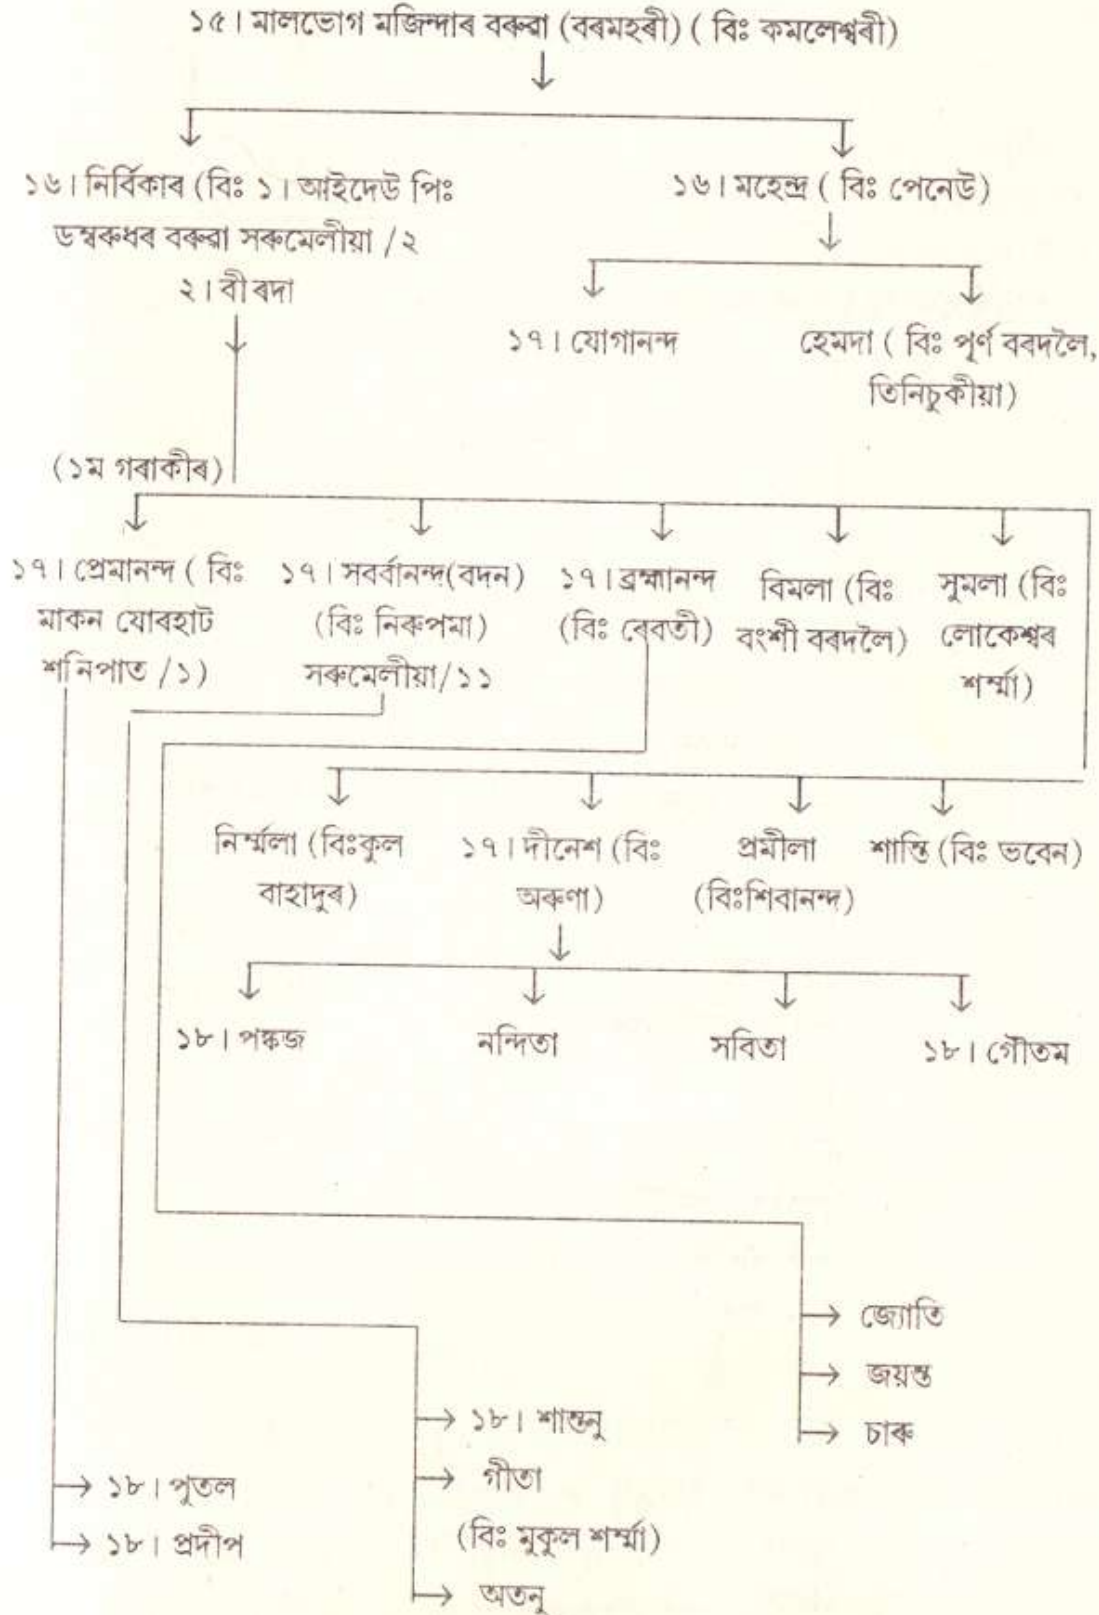 ১৫। মালভোগ মজিন্দাৰ বৰুৱা (বৰমহৰী) ( বিঃ কমলেশ্বৰী)
১৬। নিৰ্বিকাৰ (বিঃ ১। আইদেউ পিঃ
ডম্বৰুধৰ বৰুৱা সৰুমেলীয়া /২
২। বীৰদা
১৬। মহেন্দ্ৰ ( বিঃ পেনেউ)
১৭। যোগানন্দ
হেমদা ( বিঃ পূৰ্ণ বৰদলৈ,
তিনিচুকীয়া)
(১ম গৰাকীৰ)
১৭। প্ৰেমানন্দ ( বিঃ
মাকন যোৰহাট
শনিপাত /১)
১৭। সবৰ্বানন্দ(বদন)
(বিঃ নিৰুপমা)
সৰুমেলীয়া/১১
১৭। ব্ৰহ্মানন্দ
(বিঃ ৰেবতী)
বিমলা (বিঃ
বংশী বৰদলৈ)
সুমলা (বিঃ
লোকেশ্বৰ
শৰ্ম্মা)
নিৰ্ম্মলা (বিঃকুল
বাহাদুৰ)
১৭। দীনেশ (বিঃ
অৰুণা)
প্ৰমীলা
(বিঃশিবানন্দ)
শান্তি (বিঃ ভবেন)
১৮। পঙ্কজ
নন্দিতা
সবিতা
১৮। গৌতম
জ্যোতি
জয়ন্ত
চাৰু
১৮। শান্তনু
গীতা
(বিঃ মুকুল শৰ্ম্মা)
অতনু
১৮। পুতল
১৮। প্ৰদীপ